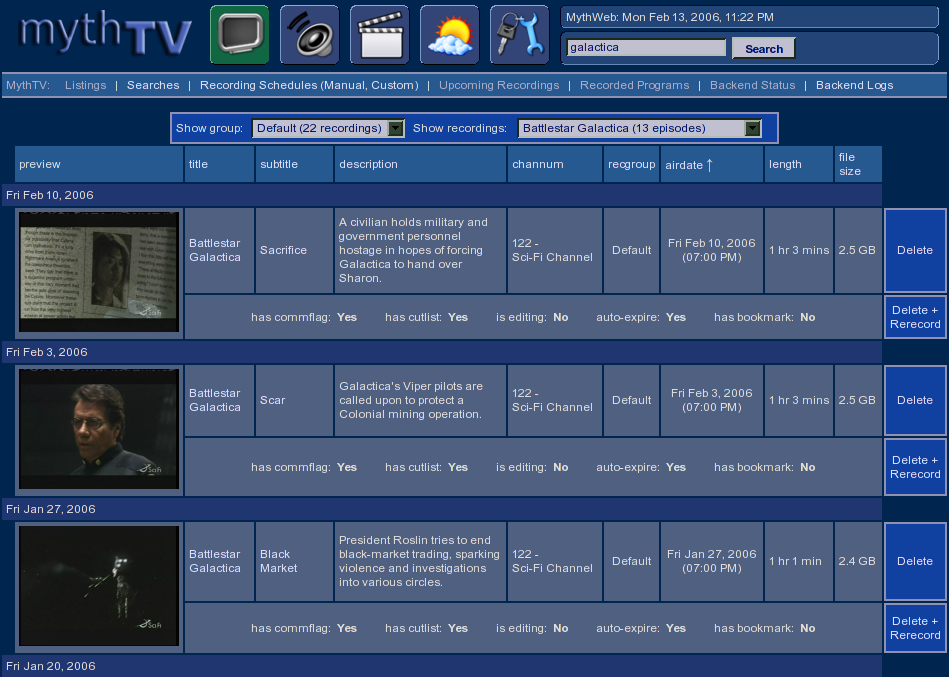 mythTV
MythWeb: Mon Feb 13, 2006, 11:22 PM
galactica
Search
MythTV: Listings | Searches | Recording Schedules (Manual, Custom) | Upcoming Recordings | Recorded Programs | Backend Status | Backend Logs
Show group: Default (22 recordings) Show recordings: Battlestar Galactica (13 episodes)
preview title subtitle description channum recgroup airdate ↑ length file size
Fri Feb 10, 2006
Battlestar Galactica
Sacrifice
A civilian holds military and
government personnel
hostage in hopes of forcing
Galactica to hand over
Sharon.
122 -
Sci-Fi Channel
Default
Fri Feb 10, 2006
(07:00 PM)
1 hr 3 mins
2.5 GB
Delete
has commflag: Yes has cutlist: Yes is editing: No auto-expire: Yes has bookmark: No
Delete +
Rerecord
Fri Feb 3, 2006
Battlestar
Galactica
Scar
Galactica's Viper pilots are
called upon to protect a
Colonial mining operation.
122 -
Sci-Fi Channel
Default
Fri Feb 3, 2006
(07:00 PM)
1 hr 3 mins
2.5 GB
Delete
SciFi
has commflag: Yes has cutlist: Yes is editing: No auto-expire: Yes has bookmark: No
Delete +
Rerecord
Fri Jan 27, 2006
Battlestar
Galactica
Black
Market
President Roslin tries to end
black-market trading, sparking
violence and investigations
into various circles.
122 -
Sci-Fi Channel
Default
Fri Jan 27, 2006
(07:00 PM)
1 hr 1 min
2.4 GB
Delete
SciFi
has commflag: Yes has cutlist: Yes is editing: No auto-expire: Yes has bookmark: No
Delete +
Rerecord
Fri Jan 20, 2006